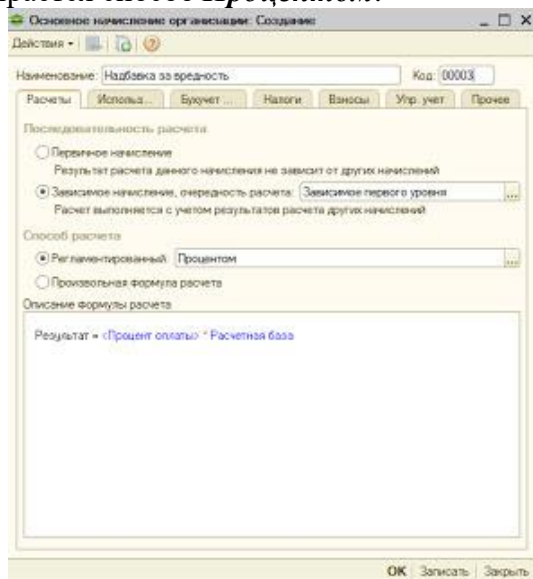 Процентом.
Основное начисление организации: Создание
Действия
Наименование: Надбавка за вредность Код: 00003
Расчеты Использ... Бухучет ... Налоги Взносы Упр. учет Прочее
Последовательность расчета
Первичное начисление
Результат расчета данного начисления не зависит от других начислений
Зависимое начисление, очередность расчета: Зависимое первого уровня ...
Расчет выполняется с учетом результатов расчета других начислений
Способ расчета
Регламентированный Процентом ...
Произвольная формула расчета
Описание формулы расчета
Результат = <Процент оплаты> * Расчетная база
OK Записать Закрыть